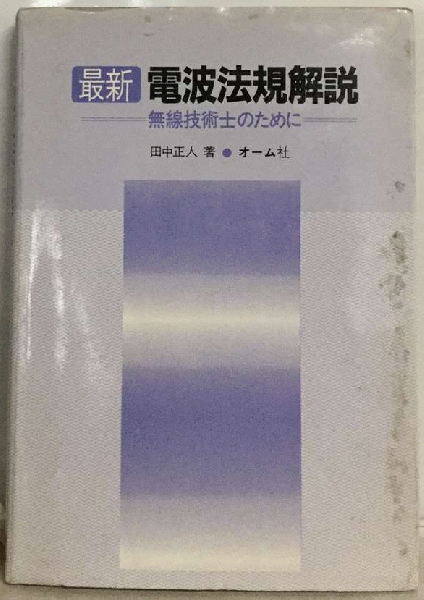 最新 電波法規解説
無線技術士のために
田中正人 著 ● オーム社